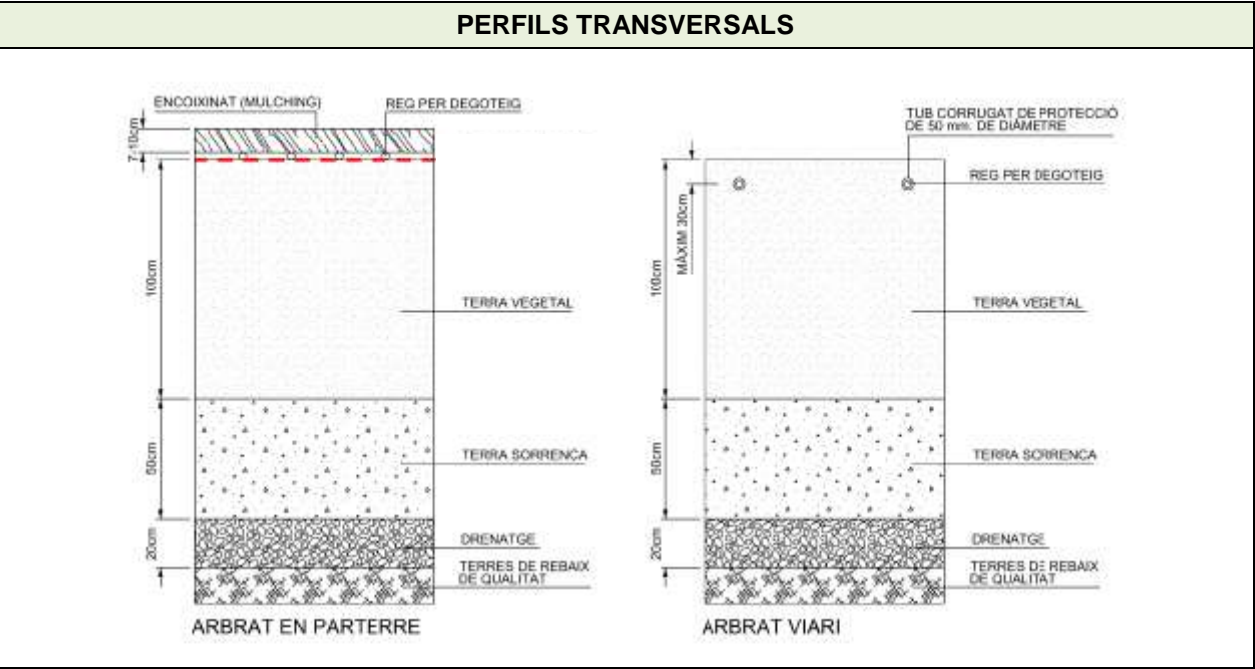 PERFILS TRANSVERSALS
ENCOIXINAT (MULCHING)
REG PER DEGOTEIG
7-10cm
100cm
TERRA VEGETAL
50cm
TERRA SORRENCA
20cm
DRENATGE
TERRES DE REBAIX
DE QUALITAT
ARBRAT EN PARTERRE
TUB CORRUGAT DE PROTECCIÓ
DE 50 mm. DE DIÀMETRE
REG PER DEGOTEIG
MÀXIM 30cm
100cm
TERRA VEGETAL
50cm
TERRA SORRENCA
20cm
DRENATGE
TERRES DE REBAIX
DE QUALITAT
ARBRAT VIARI